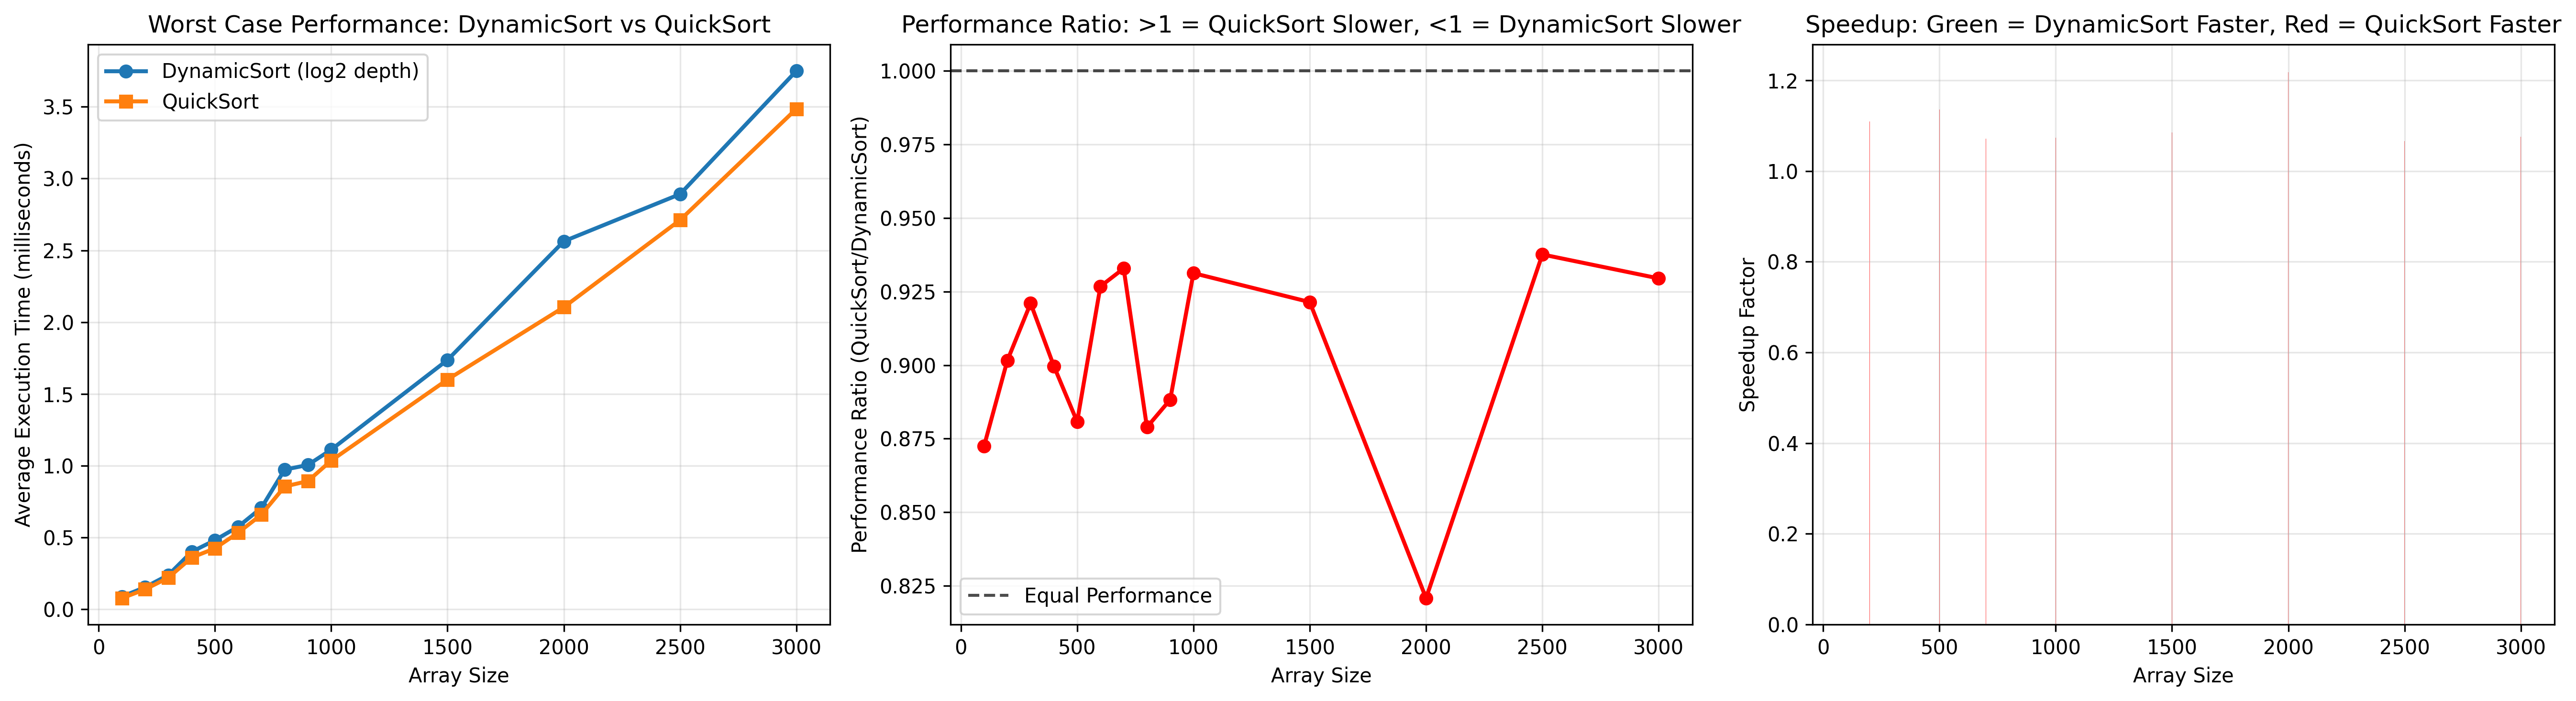 Worst Case Performance: DynamicSort vs QuickSort
DynamicSort (log2 depth)
QuickSort
Average Execution Time (milliseconds)
3.5
3.0
2.5
2.0
1.5
1.0
0.5
0.0
0 500 1000 1500 2000 2500 3000
Array Size
Performance Ratio: >1 = QuickSort Slower, <1 = DynamicSort Slower
Performance Ratio (QuickSort/DynamicSort)
1.000
0.975
0.950
0.925
0.900
0.875
0.850
0.825
Equal Performance
0 500 1000 1500 2000 2500 3000
Array Size
Speedup: Green = DynamicSort Faster, Red = QuickSort Faster
Speedup Factor
1.2
1.0
0.8
0.6
0.4
0.2
0.0
0 500 1000 1500 2000 2500 3000
Array Size